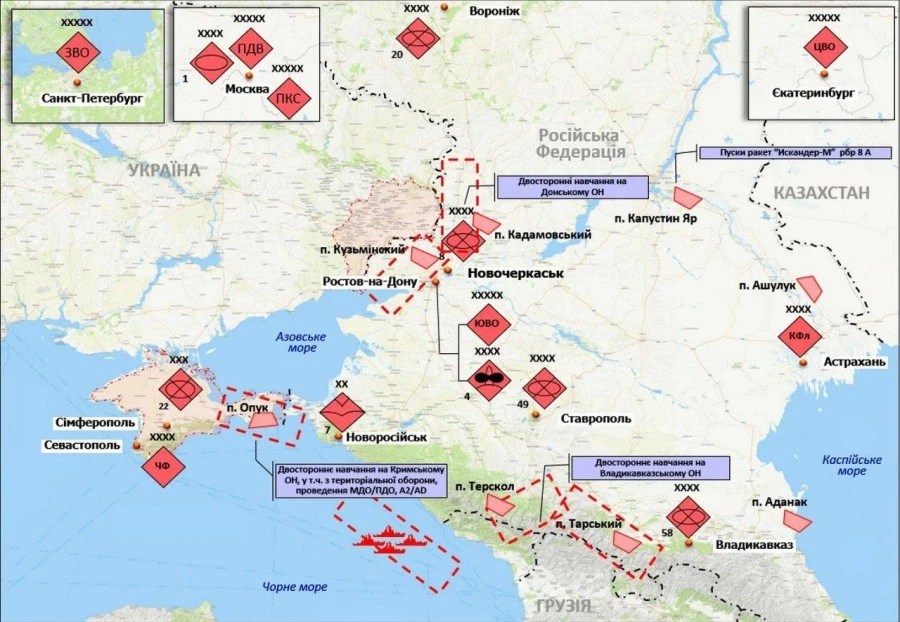 XXXXX
ЗВО
Санкт-Петербург
XXXX
1
XXXXX
ПДВ
Москва
XXXXX
ПКС
XXXX
20
Вороніж
XXXXX
ЦВО
Єкатеринбург
УКРАЇНА
Російська
Федерація
КАЗАХСТАН
Пуски ракет "Искандер-М" рбр 8 А
Двосторонні навчання на
Донському ОН
п. Капустин Яр
XXXX
8
п. Кадамовський
п. Кузьмінский
Новочеркаськ
Ростов-на-Дону
п. Ашулук
XXXX
КФл
Астрахань
XXXXX
ЮВО
XXXX
4
XXXX
49
Ставрополь
Азовське
море
XXX
22
Сімферополь
Севастополь
XXXX
ЧФ
п. Опук
XX
7
Новоросійськ
Двостороннє навчання на Кримському
ОН, у т.ч. з територіальної оборони,
проведення МДО/ПДО, A2/AD
Двостороннє навчання на
Владикавказському ОН
Каспійське
море
п. Терскол
п. Тарський
XXXX
58
Владикавказ
п. Аданак
Чорне море
ГРУЗІЯ